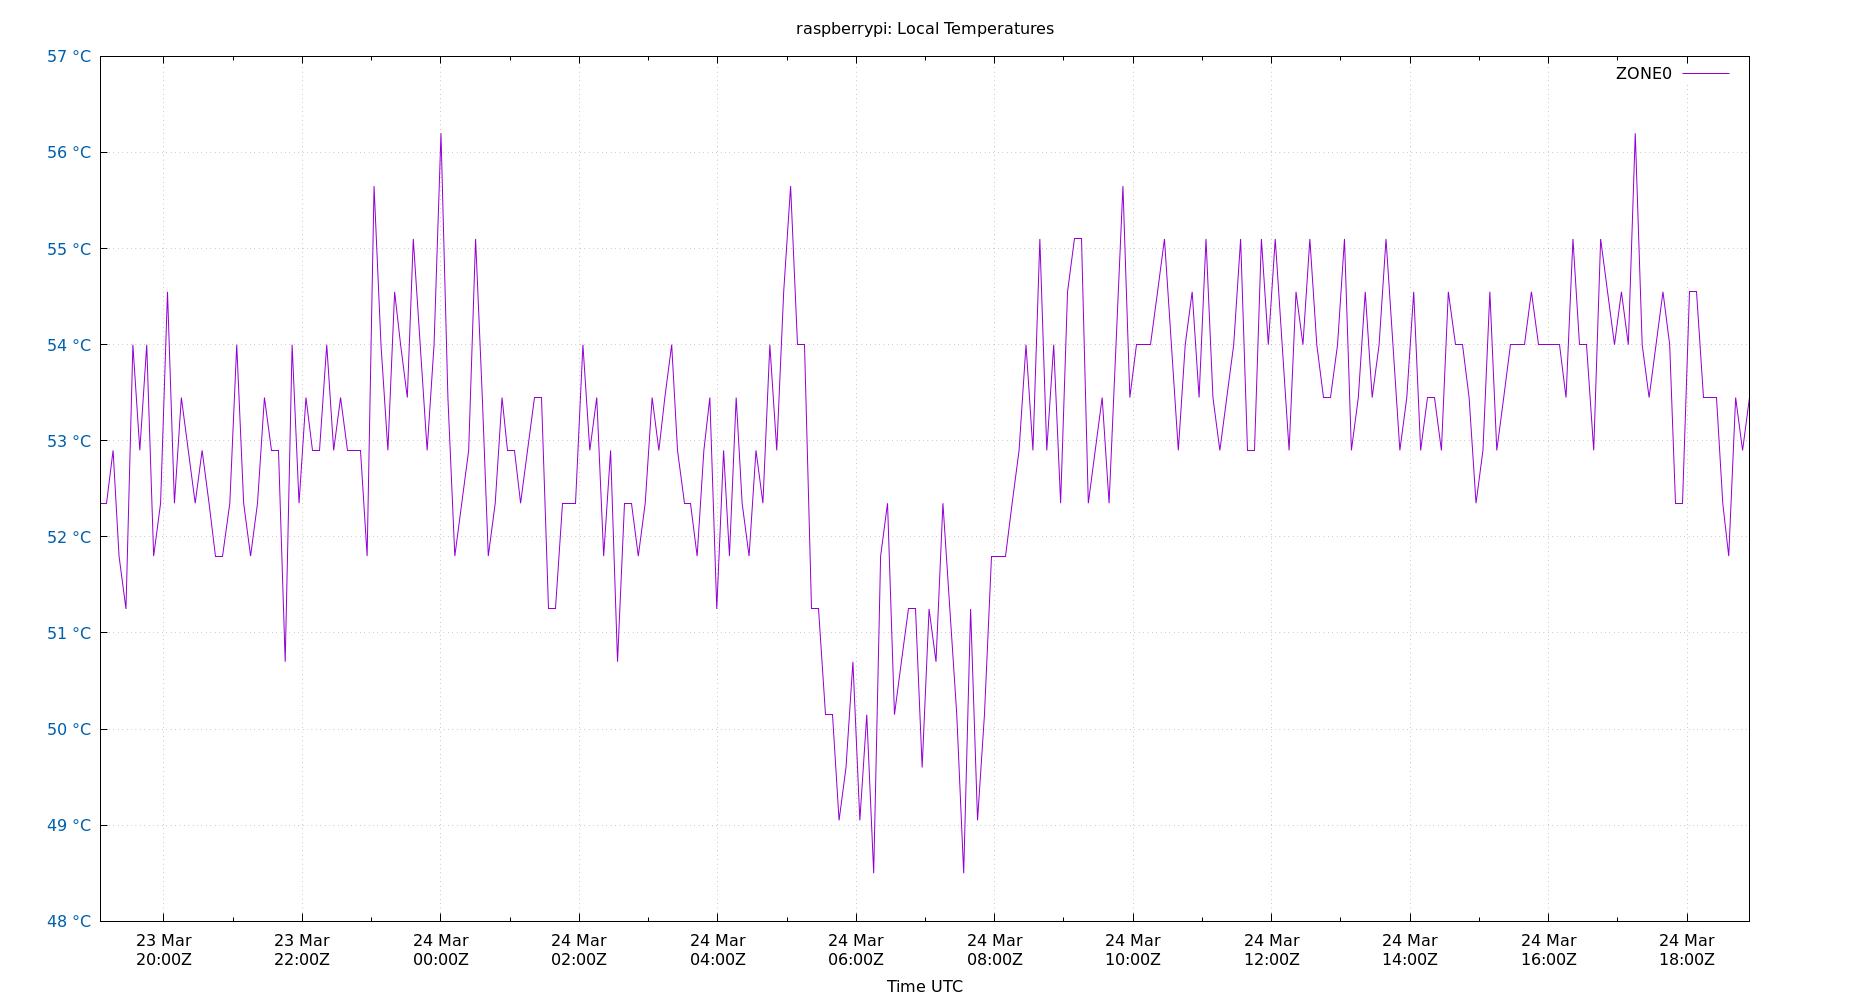 raspberrypi: Local Temperatures
57 °C
ZONE0
56 °C
55 °C
54 °C
53 °C
52 °C
51 °C
50 °C
49 °C
48 °C
23 Mar 23 Mar 24 Mar 24 Mar 24 Mar 24 Mar 24 Mar 24 Mar 24 Mar 24 Mar 24 Mar 24 Mar
20:00Z 22:00Z 00:00Z 02:00Z 04:00Z 06:00Z 08:00Z 10:00Z 12:00Z 14:00Z 16:00Z 18:00Z
Time UTC